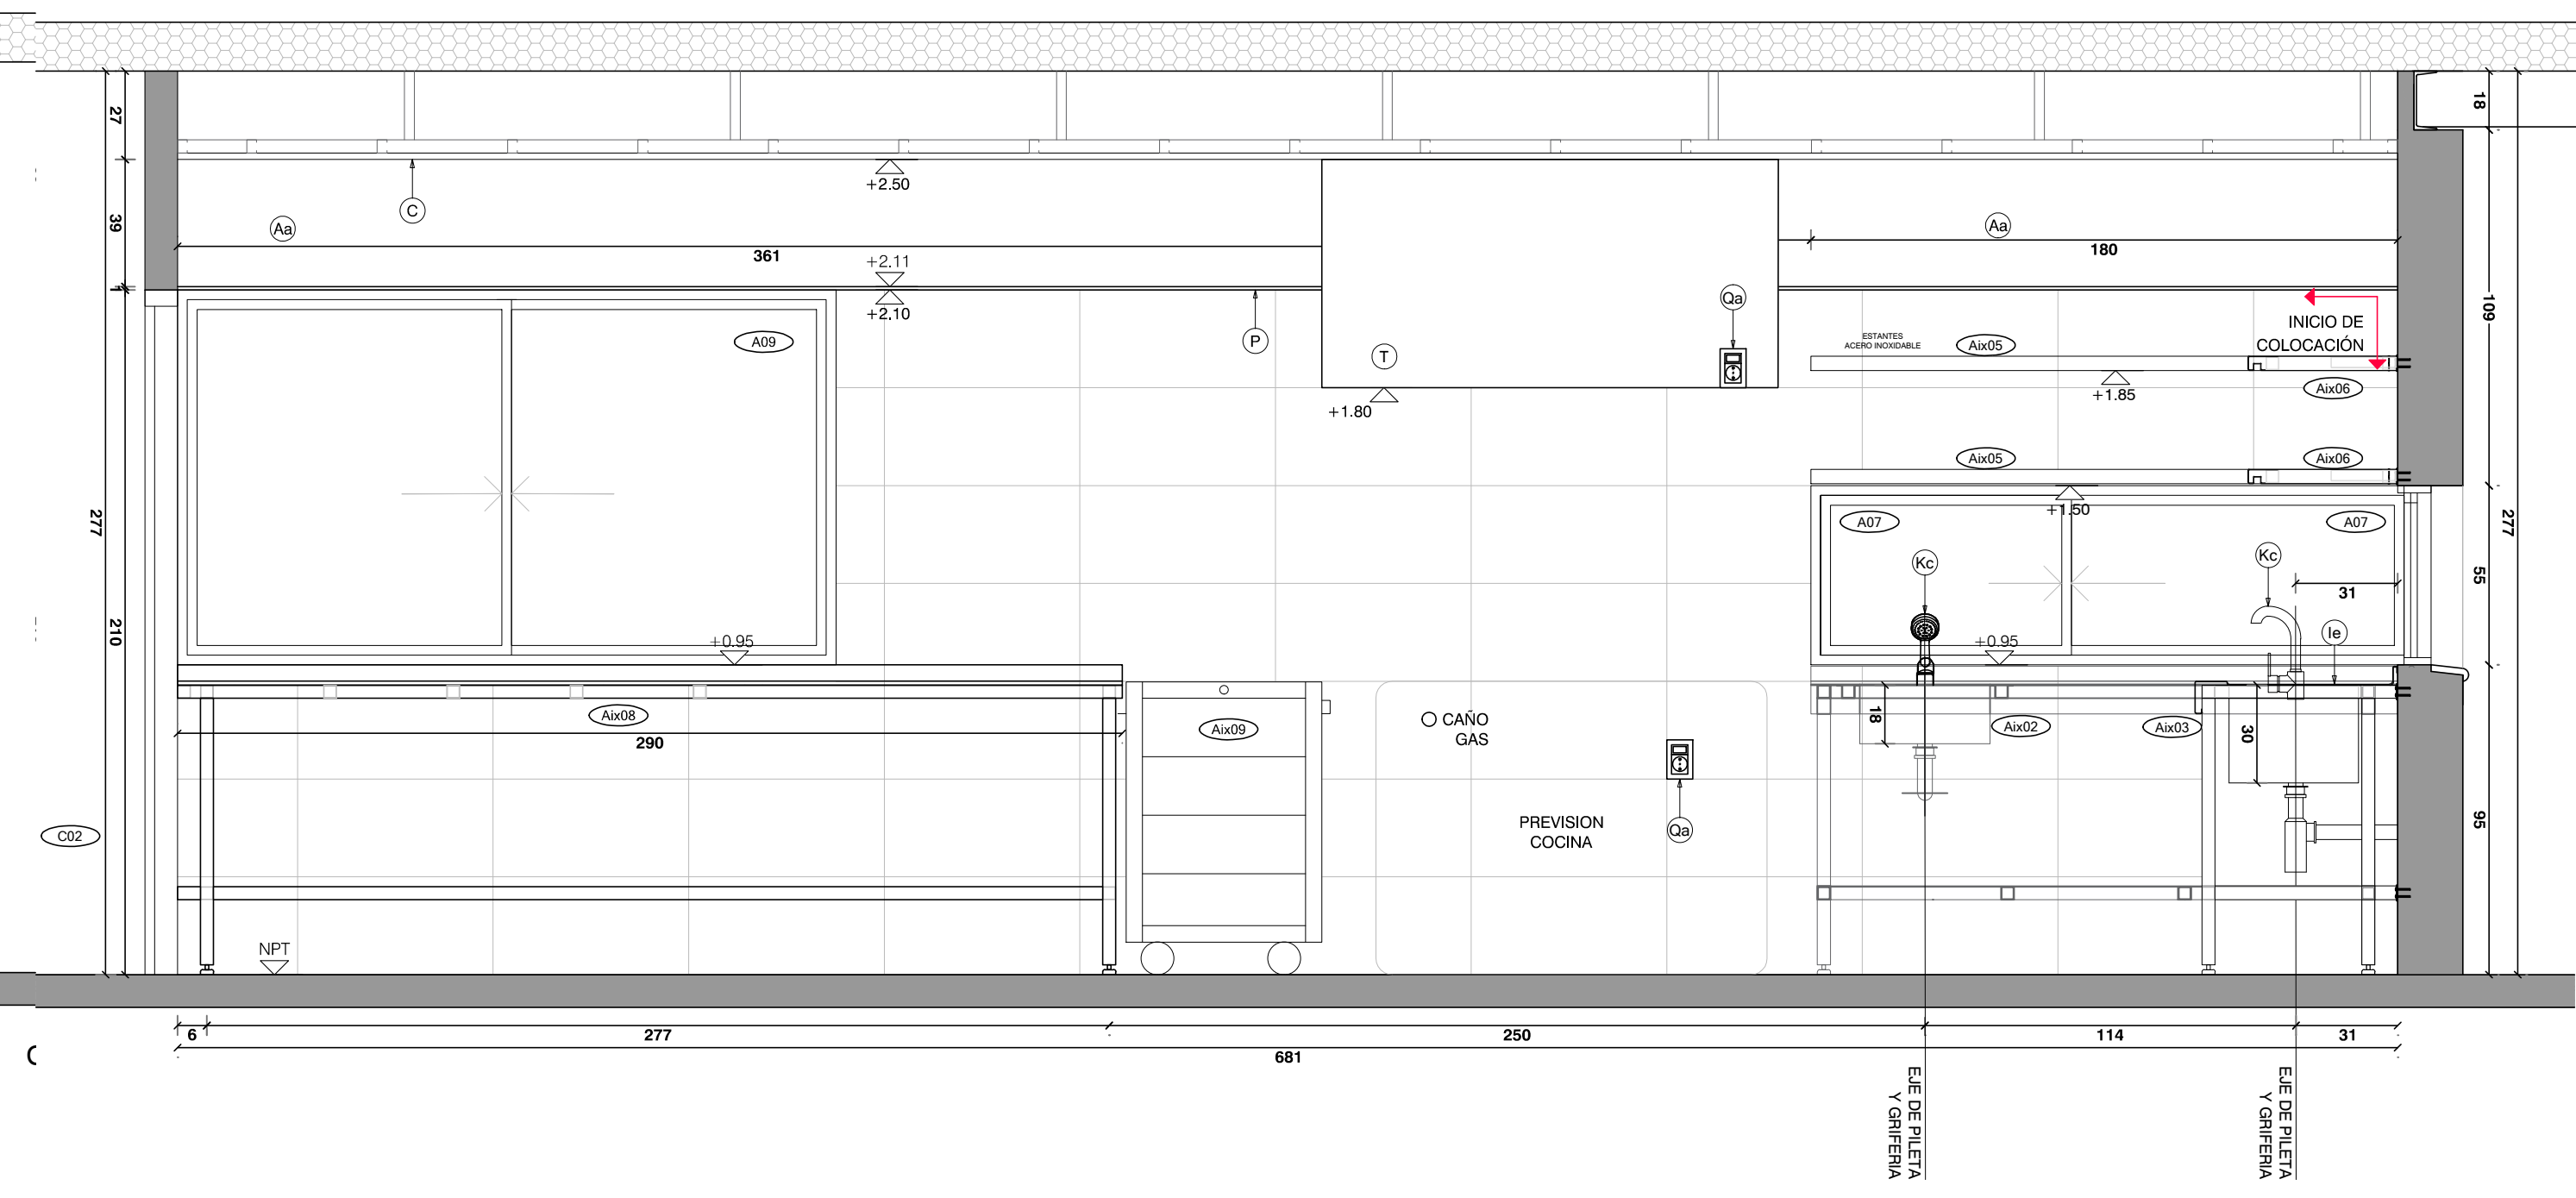 27
18
+2.50
C
39
Aa
Aa
361
180
+2.11
+2.10
Qa
109
INICIO DE
COLOCACIÓN
A09
P
T
ESTANTES
ACERO INOXIDABLE
Aix05
Aix06
+1.80
+1.85
Aix05
Aix06
277
277
A07
+1.50
A07
Kc
Kc
55
31
210
+0.95
+0.95
Ie
Aix08
290
Aix09
CAÑO
GAS
18
Aix02
Aix03
30
C02
PREVISION
COCINA
Qa
95
NPT
6
277
250
114
31
681
EJE DE PILETA
Y GRIFERIA
EJE DE PILETA
Y GRIFERIA